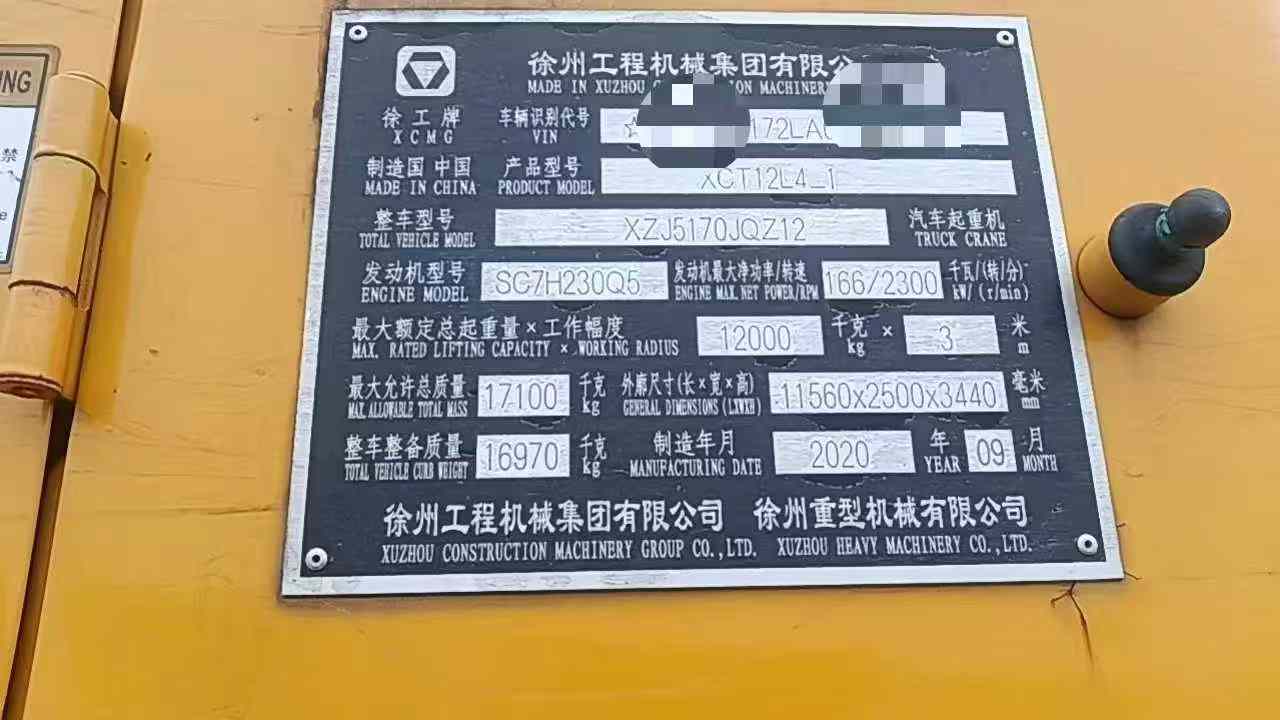 NING
禁
徐州工程机械集团有限公
MADE IN XUZHOU MACHINERY
徐工牌
XCMG
车辆识别代号
VIN
☆ 172LA
制造国 中国
MADE IN CHINA
产品型号
PRODUCT MODEL
XCT12L4_1
整车型号
TOTAL VEHICLE MODEL
XZJ5170JQZ12
汽车起重机
TRUCK CRANE
发动机型号
ENGINE MODEL
SC7H230Q5
发动机最大净功率/转速
ENGINE MAX. NET POWER/RPM
166/2300
千瓦/(转/分)
kW/ (r/min)
最大额定总起重量×工作幅度
MAX. RATED LIFTING CAPACITY × WORKING RADIUS
12000
千克
kg
×
3
米
m
最大允许总质量
MAX. ALLOWABLE TOTAL MASS
17100
千克
kg
外廓尺寸(长×宽×高)
GENERAL DIMENSIONS (LXWXH)
11560x2500x3440
毫米
mm
整车整备质量
TOTAL VEHICLE CURB WEIGHT
16970
千克
kg
制造年月
MANUFACTURING DATE
2020
年
YEAR
09
月
MONTH
徐州工程机械集团有限公司 徐州重型机械有限公司
XUZHOU CONSTRUCTION MACHINERY GROUP CO.,LTD. XUZHOU HEAVY MACHINERY CO.,LTD.